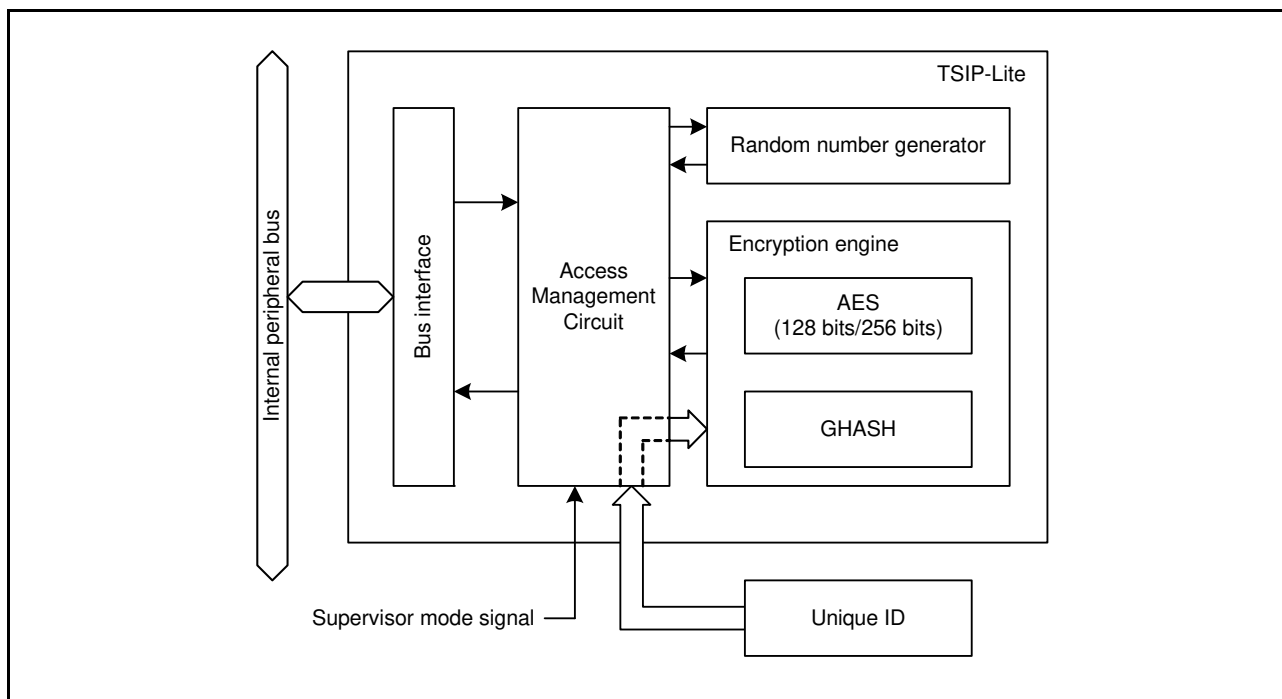 TSIP-Lite
Internal peripheral bus
Bus interface
Access
Management
Circuit
Random number generator
Encryption engine
AES
(128 bits/256 bits)
GHASH
Supervisor mode signal
Unique ID